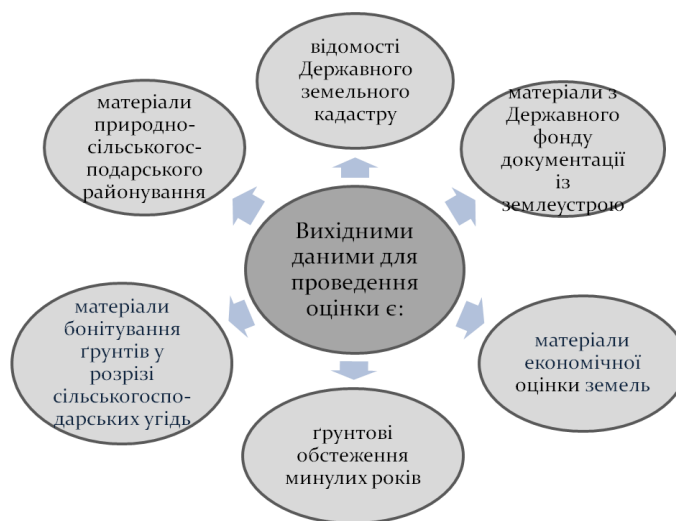 Вихідними
даними для
проведення
оцінки є:
відомості
Державного
земельного
кадастру
матеріали з
Державного
фонду
документації
із
землеустрою
матеріали
економічної
оцінки земель
ґрунтові
обстеження
минулих років
матеріали
бонітування
ґрунтів у
розрізі
сільськогоспо-
дарських угідь
матеріали
природно-
сільськогос-
подарського
районування